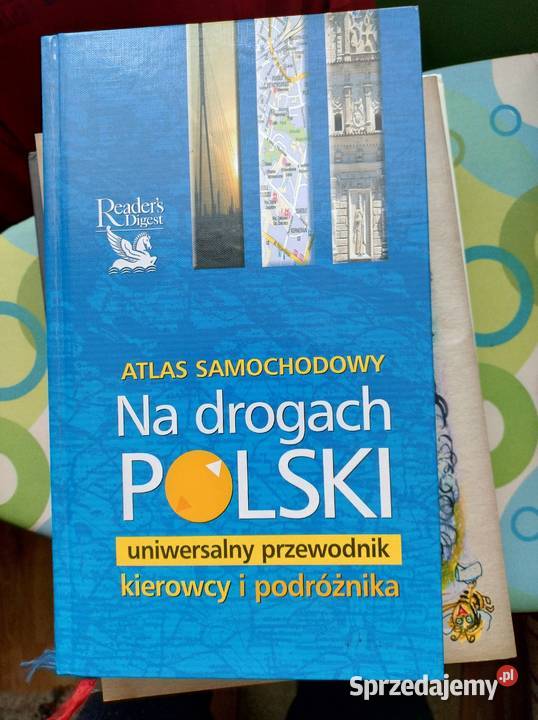 Reader's
Digest
ATLAS SAMOCHODOWY
Na drogach
POLSKI
uniwersalny przewodnik
kierowcy i podróżnika
Sprzedajemy.pl